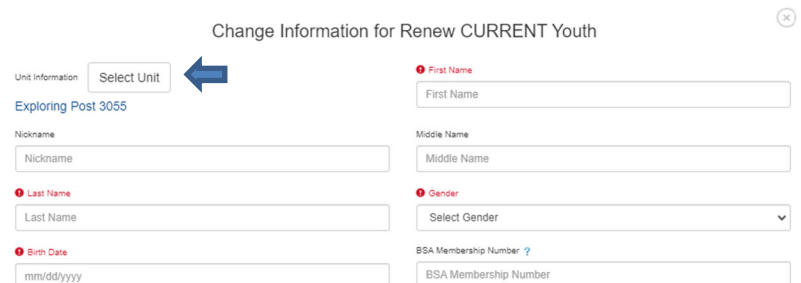 Change Information for Renew CURRENT Youth
Unit Information Select Unit
Exploring Post 3055
First Name
First Name
Nickname
Nickname
Middle Name
Middle Name
Last Name
Last Name
Gender
Select Gender
Birth Date
mm/dd/yyyy
BSA Membership Number ?
BSA Membership Number